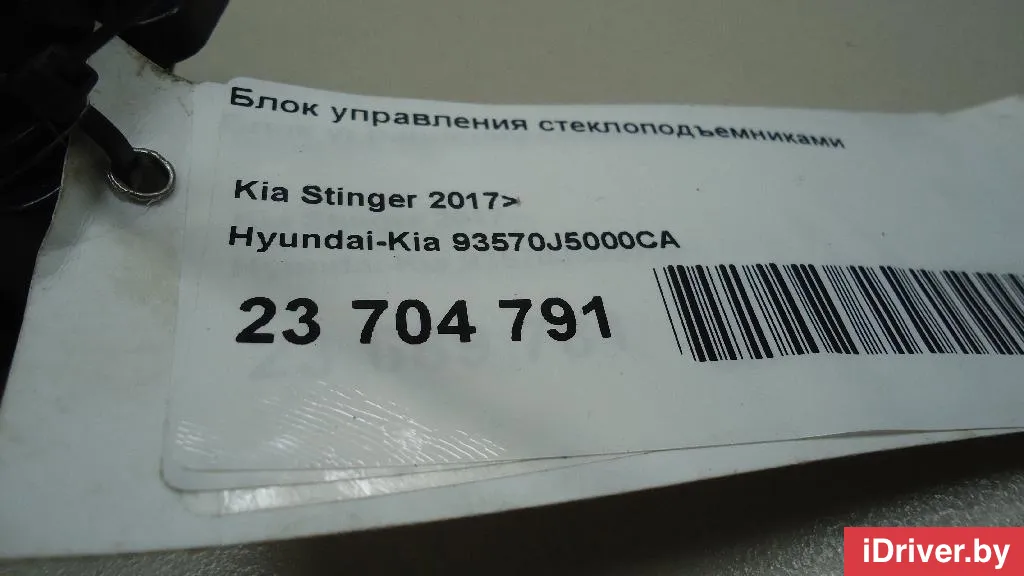 Блок управления стеклоподъемниками
Kia Stinger 2017>
Hyundai-Kia 93570J5000CA
23 704 791
iDriver.by